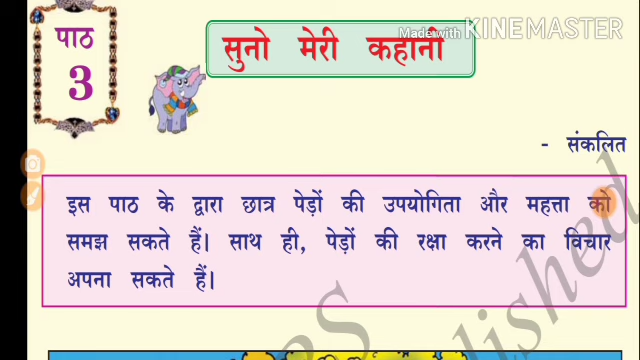 पाठ
3
सुनो मेरी कहानी
Made with KINEMASTER
- संकलित
इस पाठ के द्वारा छात्र पेड़ों की उपयोगिता और महत्ता को
समझ सकते हैं। साथ ही, पेड़ों की रक्षा करने का विचार
अपना सकते हैं।